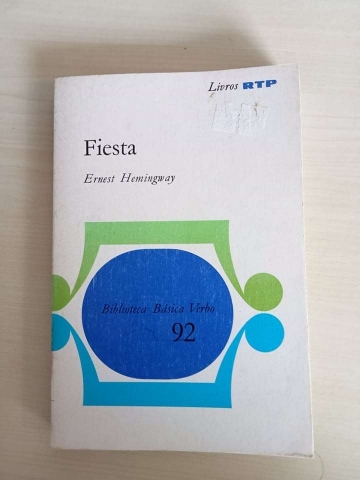 Livros RTP
Fiesta
Ernest Hemingway
Biblioteca Básica Verbo
92